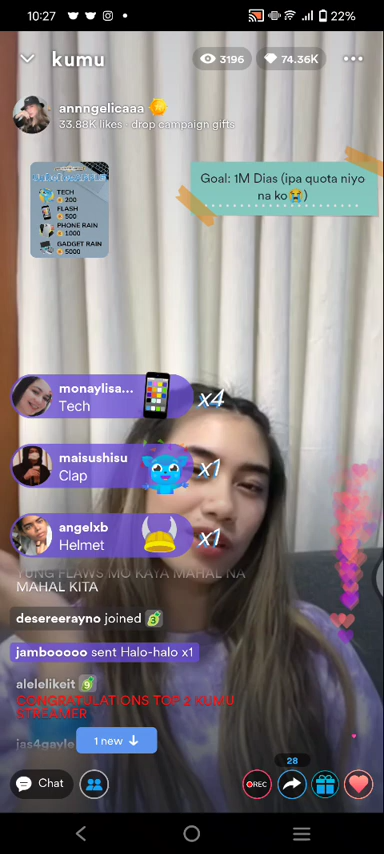 10:27
22%
kumu
3196
74.36K
annngelicaaa
33.88K likes · drop campaign gifts
TECH
200
FLASH
500
PHONE RAIN
1000
GADGET RAIN
5000
Goal: 1M Dias (ipa quota niyo
na ko😭)
monaylisa...
Tech
x4
maisushisu
Clap
x1
angelxb
Helmet
x1
YUNG FLAWS MO KAYA MAHAL NA
MAHAL KITA
desereerayno joined 3
jambooooo sent Halo-halo x1
alelelikeit 9
CONGRATULATIONS TOP 2 KUMU
STREAMER
jas4gayle
1 new ↓
28
Chat
REC